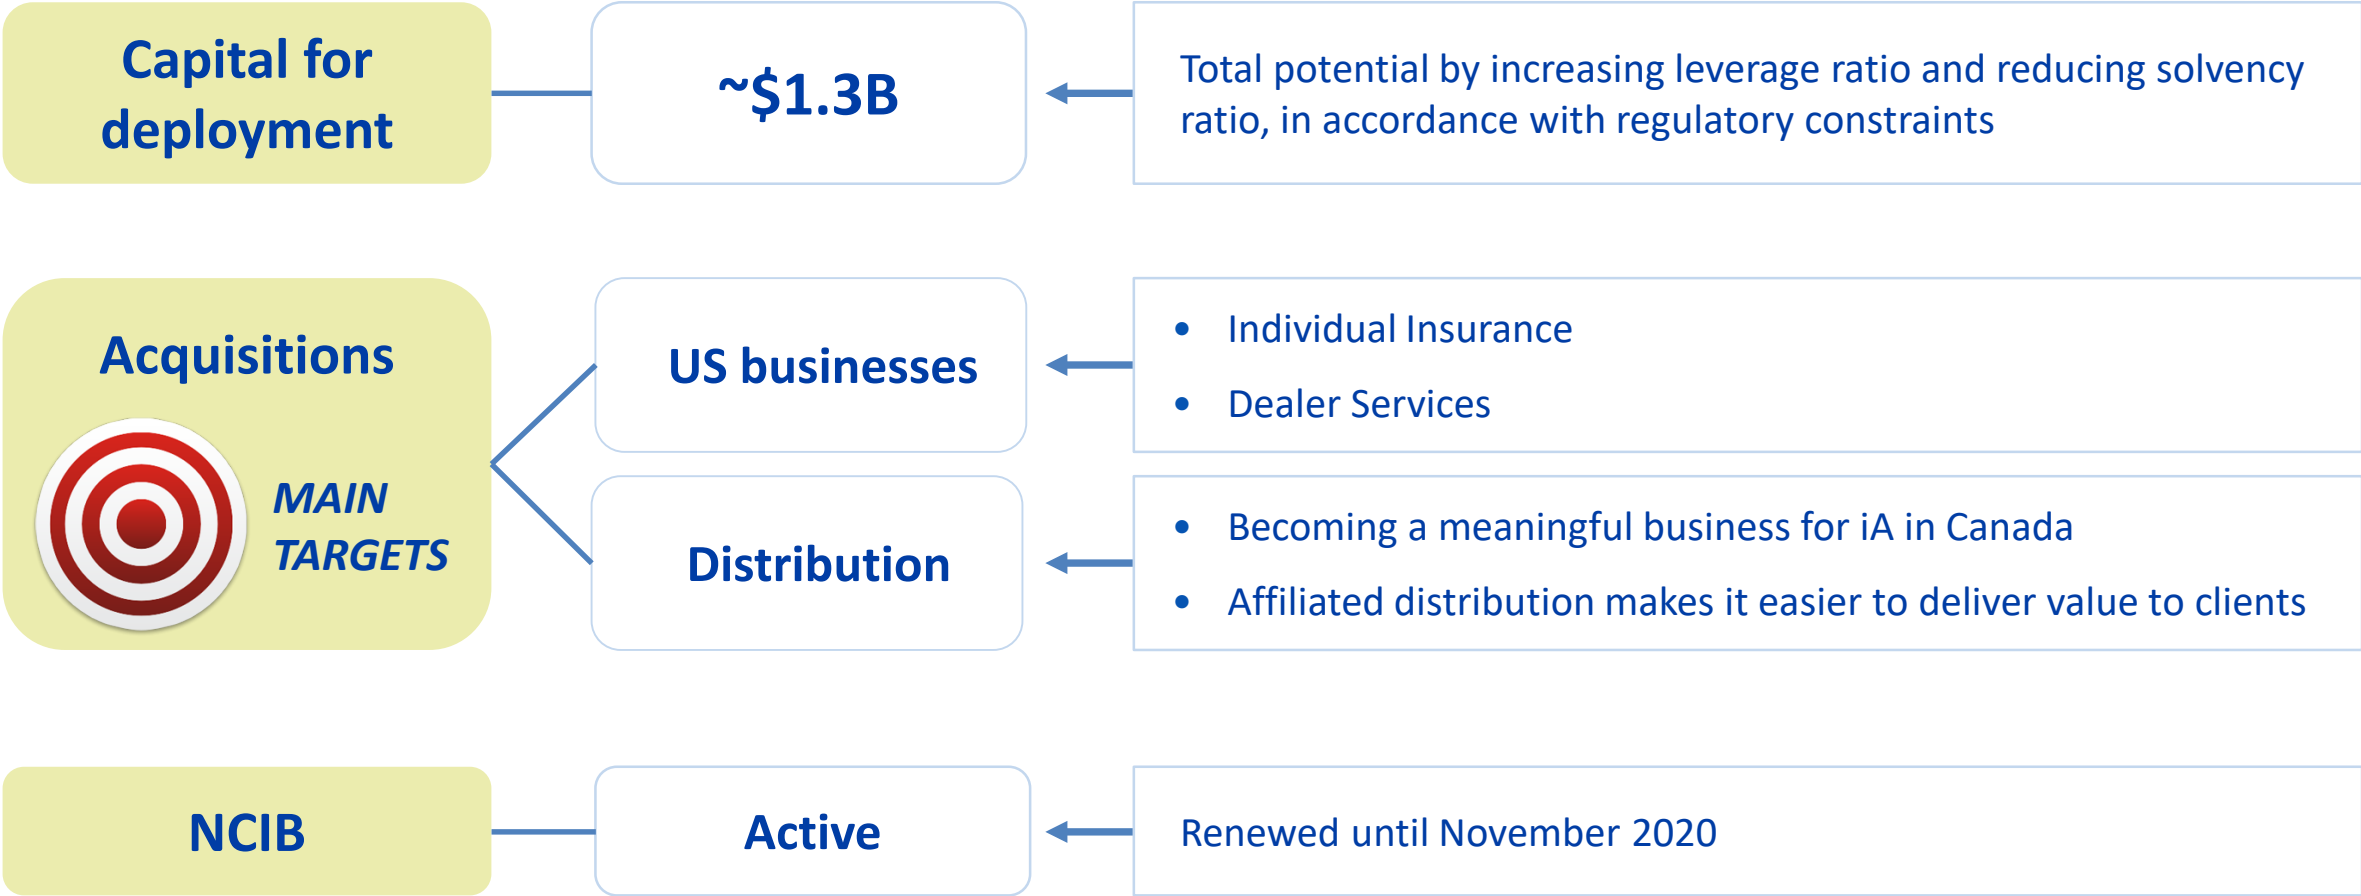 Capital for
deployment
~$1.3B
Total potential by increasing leverage ratio and reducing solvency
ratio, in accordance with regulatory constraints
Acquisitions
MAIN
TARGETS
US businesses
• Individual Insurance
• Dealer Services
Distribution
• Becoming a meaningful business for iA in Canada
• Affiliated distribution makes it easier to deliver value to clients
NCIB
Active
Renewed until November 2020